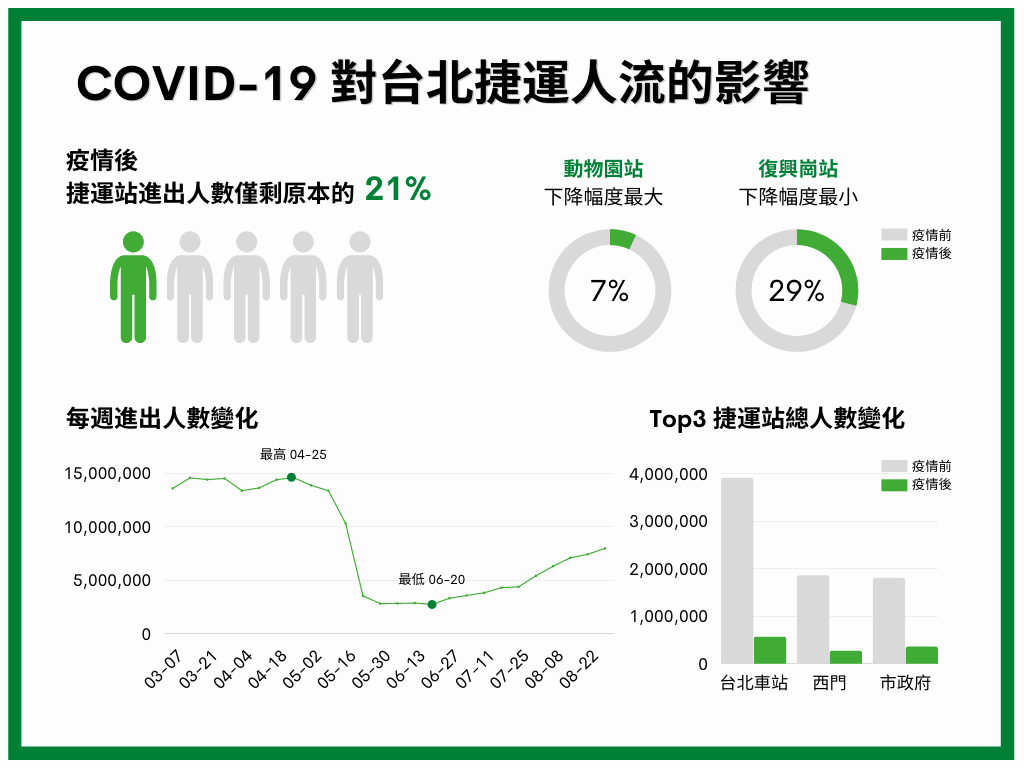 COVID-19 對台北捷運人流的影響
疫情後
捷運站進出人數僅剩原本的 21%
動物園站
下降幅度最大
7%
復興崗站
下降幅度最小
29%
疫情前
疫情後
每週進出人數變化
最高 04-25
最低 06-20
15,000,000
10,000,000
5,000,000
0
03-07
03-21
04-04
04-18
05-02
05-16
05-30
06-13
06-27
07-11
07-25
08-08
08-22
Top3 捷運站總人數變化
疫情前
疫情後
4,000,000
3,000,000
2,000,000
1,000,000
0
台北車站
西門
市政府